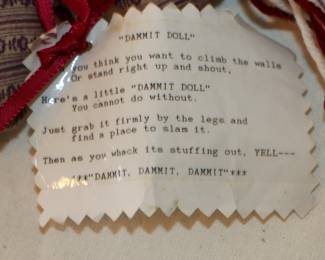 "DAMMIT DOLL"
you think you want to climb the walls
Or stand right up and shout,
Here's a little "DAMMIT DOLL"
You cannot do without.
Just grab it firmly by the legs and
find a place to slam it.
Then as you whack its stuffing out, YELL---
***"DAMMIT, DAMMIT, DAMMIT"***